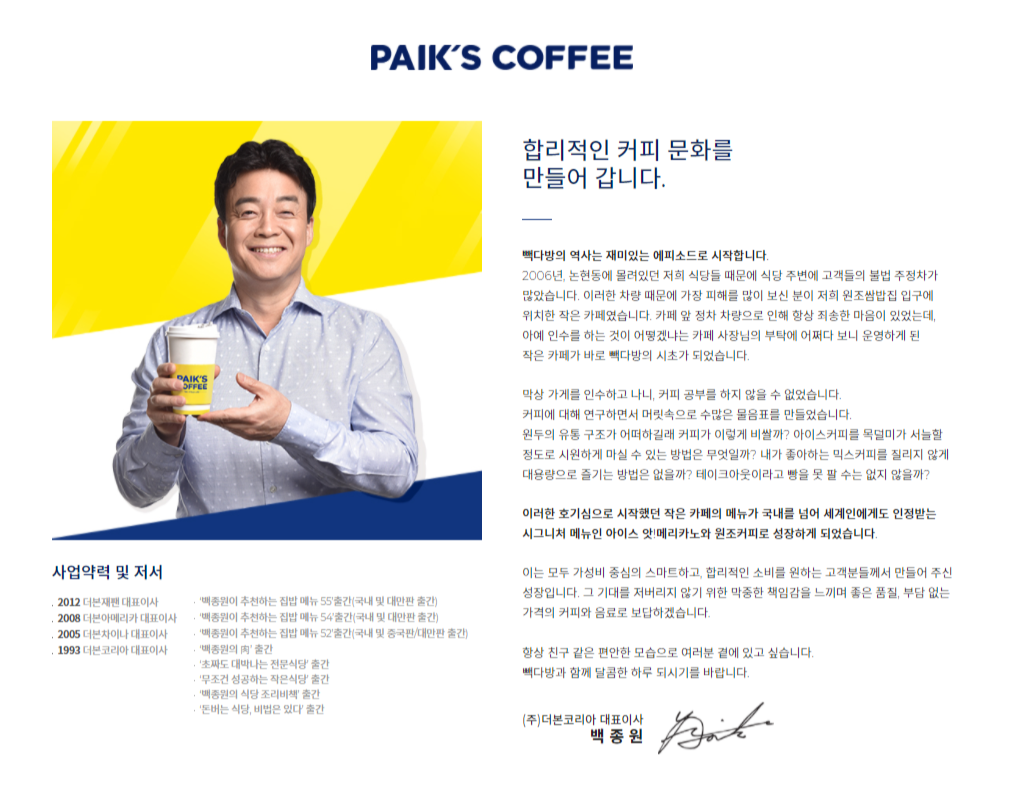 PAIK'S COFFEE
PAIK'S
COFFEE
합리적인 커피 문화를
만들어 갑니다.
빽다방의 역사는 재미있는 에피소드로 시작합니다.
2006년, 논현동에 몰려있던 저희 식당들 때문에 식당 주변에 고객들의 불법 주정차가
많았습니다. 이러한 차량 때문에 가장 피해를 많이 보신 분이 저희 원조쌈밥집 입구에
위치한 작은 카페였습니다. 카페 앞 정차 차량으로 인해 항상 죄송한 마음이 있었는데,
아예 인수를 하는 것이 어떻겠냐는 카페 사장님의 부탁에 어쩌다 보니 운영하게 된
작은 카페가 바로 빽다방의 시초가 되었습니다.
막상 가게를 인수하고 나니, 커피 공부를 하지 않을 수 없었습니다.
커피에 대해 연구하면서 머릿속으로 수많은 물음표를 만들었습니다.
원두의 유통 구조가 어떠하길래 커피가 이렇게 비쌀까? 아이스커피를 목덜미가 서늘할
정도로 시원하게 마실 수 있는 방법은 무엇일까? 내가 좋아하는 믹스커피를 질리지 않게
대용량으로 즐기는 방법은 없을까? 테이크아웃이라고 빵을 못 팔 수는 없지 않을까?
이러한 호기심으로 시작했던 작은 카페의 메뉴가 국내를 넘어 세계인에게도 인정받는
시그니처 메뉴인 아이스 앗!메리카노와 원조커피로 성장하게 되었습니다.
이는 모두 가성비 중심의 스마트하고, 합리적인 소비를 원하는 고객분들께서 만들어 주신
성장입니다. 그 기대를 저버리지 않기 위한 막중한 책임감을 느끼며 좋은 품질, 부담 없는
가격의 커피와 음료로 보답하겠습니다.
항상 친구 같은 편안한 모습으로 여러분 곁에 있고 싶습니다.
빽다방과 함께 달콤한 하루 되시기를 바랍니다.
(주)더본코리아 대표이사
백 종 원
사업약력 및 저서
. 2012 더본재팬 대표이사
. 2008 더본아메리카 대표이사
. 2005 더본차이나 대표이사
. 1993 더본코리아 대표이사
· '백종원이 추천하는 집밥 메뉴 55'출간(국내 및 대만판 출간)
· '백종원이 추천하는 집밥 메뉴 54'출간(국내 및 대만판 출간)
· '백종원이 추천하는 집밥 메뉴 52'출간(국내 및 중국판/대만판 출간)
· '백종원의 肉' 출간
· '초짜도 대박나는 전문식당' 출간
· '무조건 성공하는 작은식당' 출간
· '백종원의 식당 조리비책' 출간
· '돈버는 식당, 비법은 있다' 출간